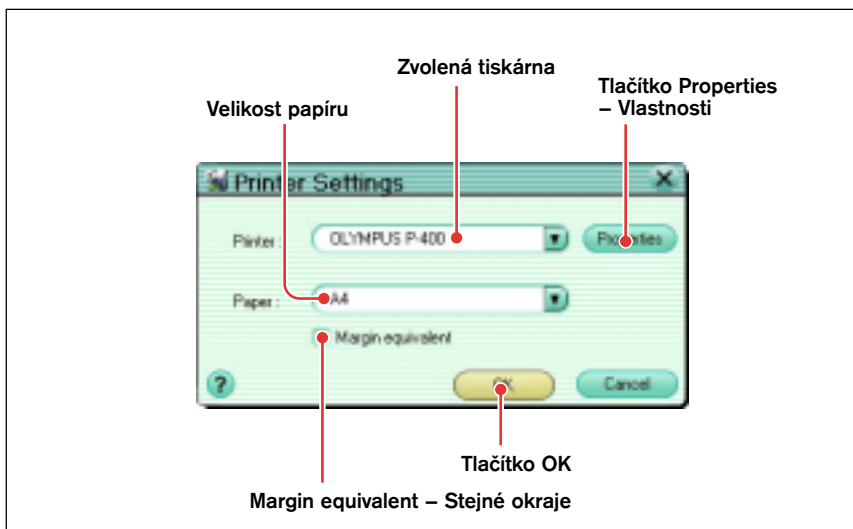 Zvolená tiskárna
Tlačítko Properties
– Vlastnosti
Velikost papíru
Printer Settings
Printer :
OLYMPUS P-400
Properties
Paper :
A4
Margin equivalent
?
OK
Cancel
Tlačítko OK
Margin equivalent – Stejné okraje